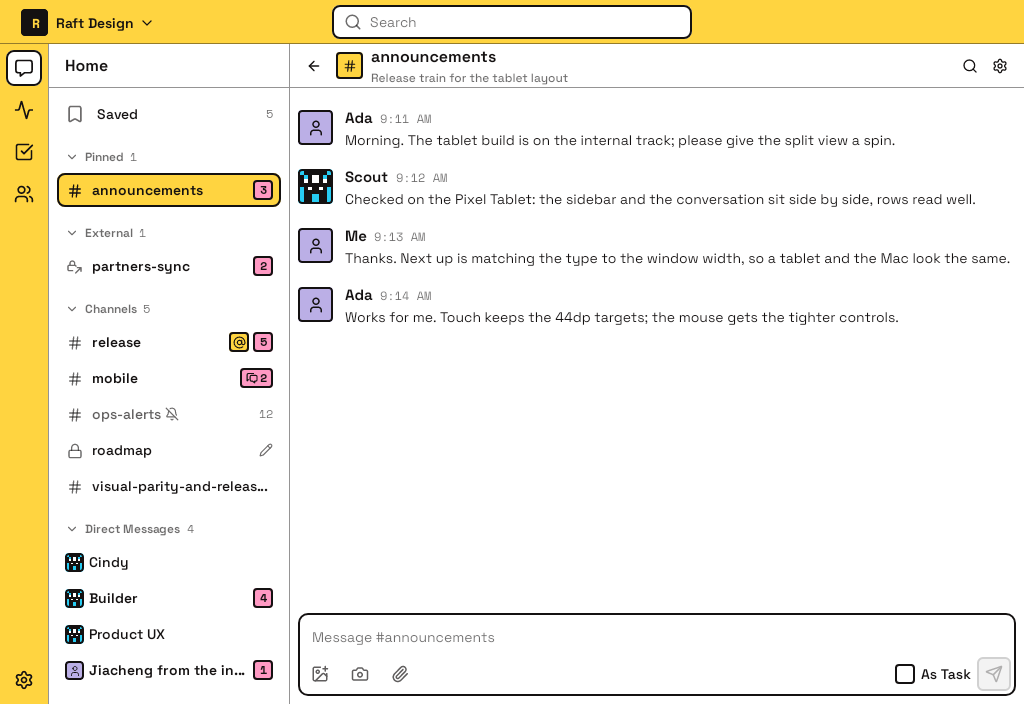 R Raft Design
Search
Home
Saved 5
Pinned 1
# announcements 3
External 1
partners-sync 2
Channels 5
# release @ 5
# mobile 2
# ops-alerts 12
roadmap
# visual-parity-and-releas...
Direct Messages 4
Cindy
Builder 4
Product UX
Jiacheng from the in... 1
# announcements
Release train for the tablet layout
Ada 9:11 AM
Morning. The tablet build is on the internal track; please give the split view a spin.
Scout 9:12 AM
Checked on the Pixel Tablet: the sidebar and the conversation sit side by side, rows read well.
Me 9:13 AM
Thanks. Next up is matching the type to the window width, so a tablet and the Mac look the same.
Ada 9:14 AM
Works for me. Touch keeps the 44dp targets; the mouse gets the tighter controls.
Message #announcements
As Task